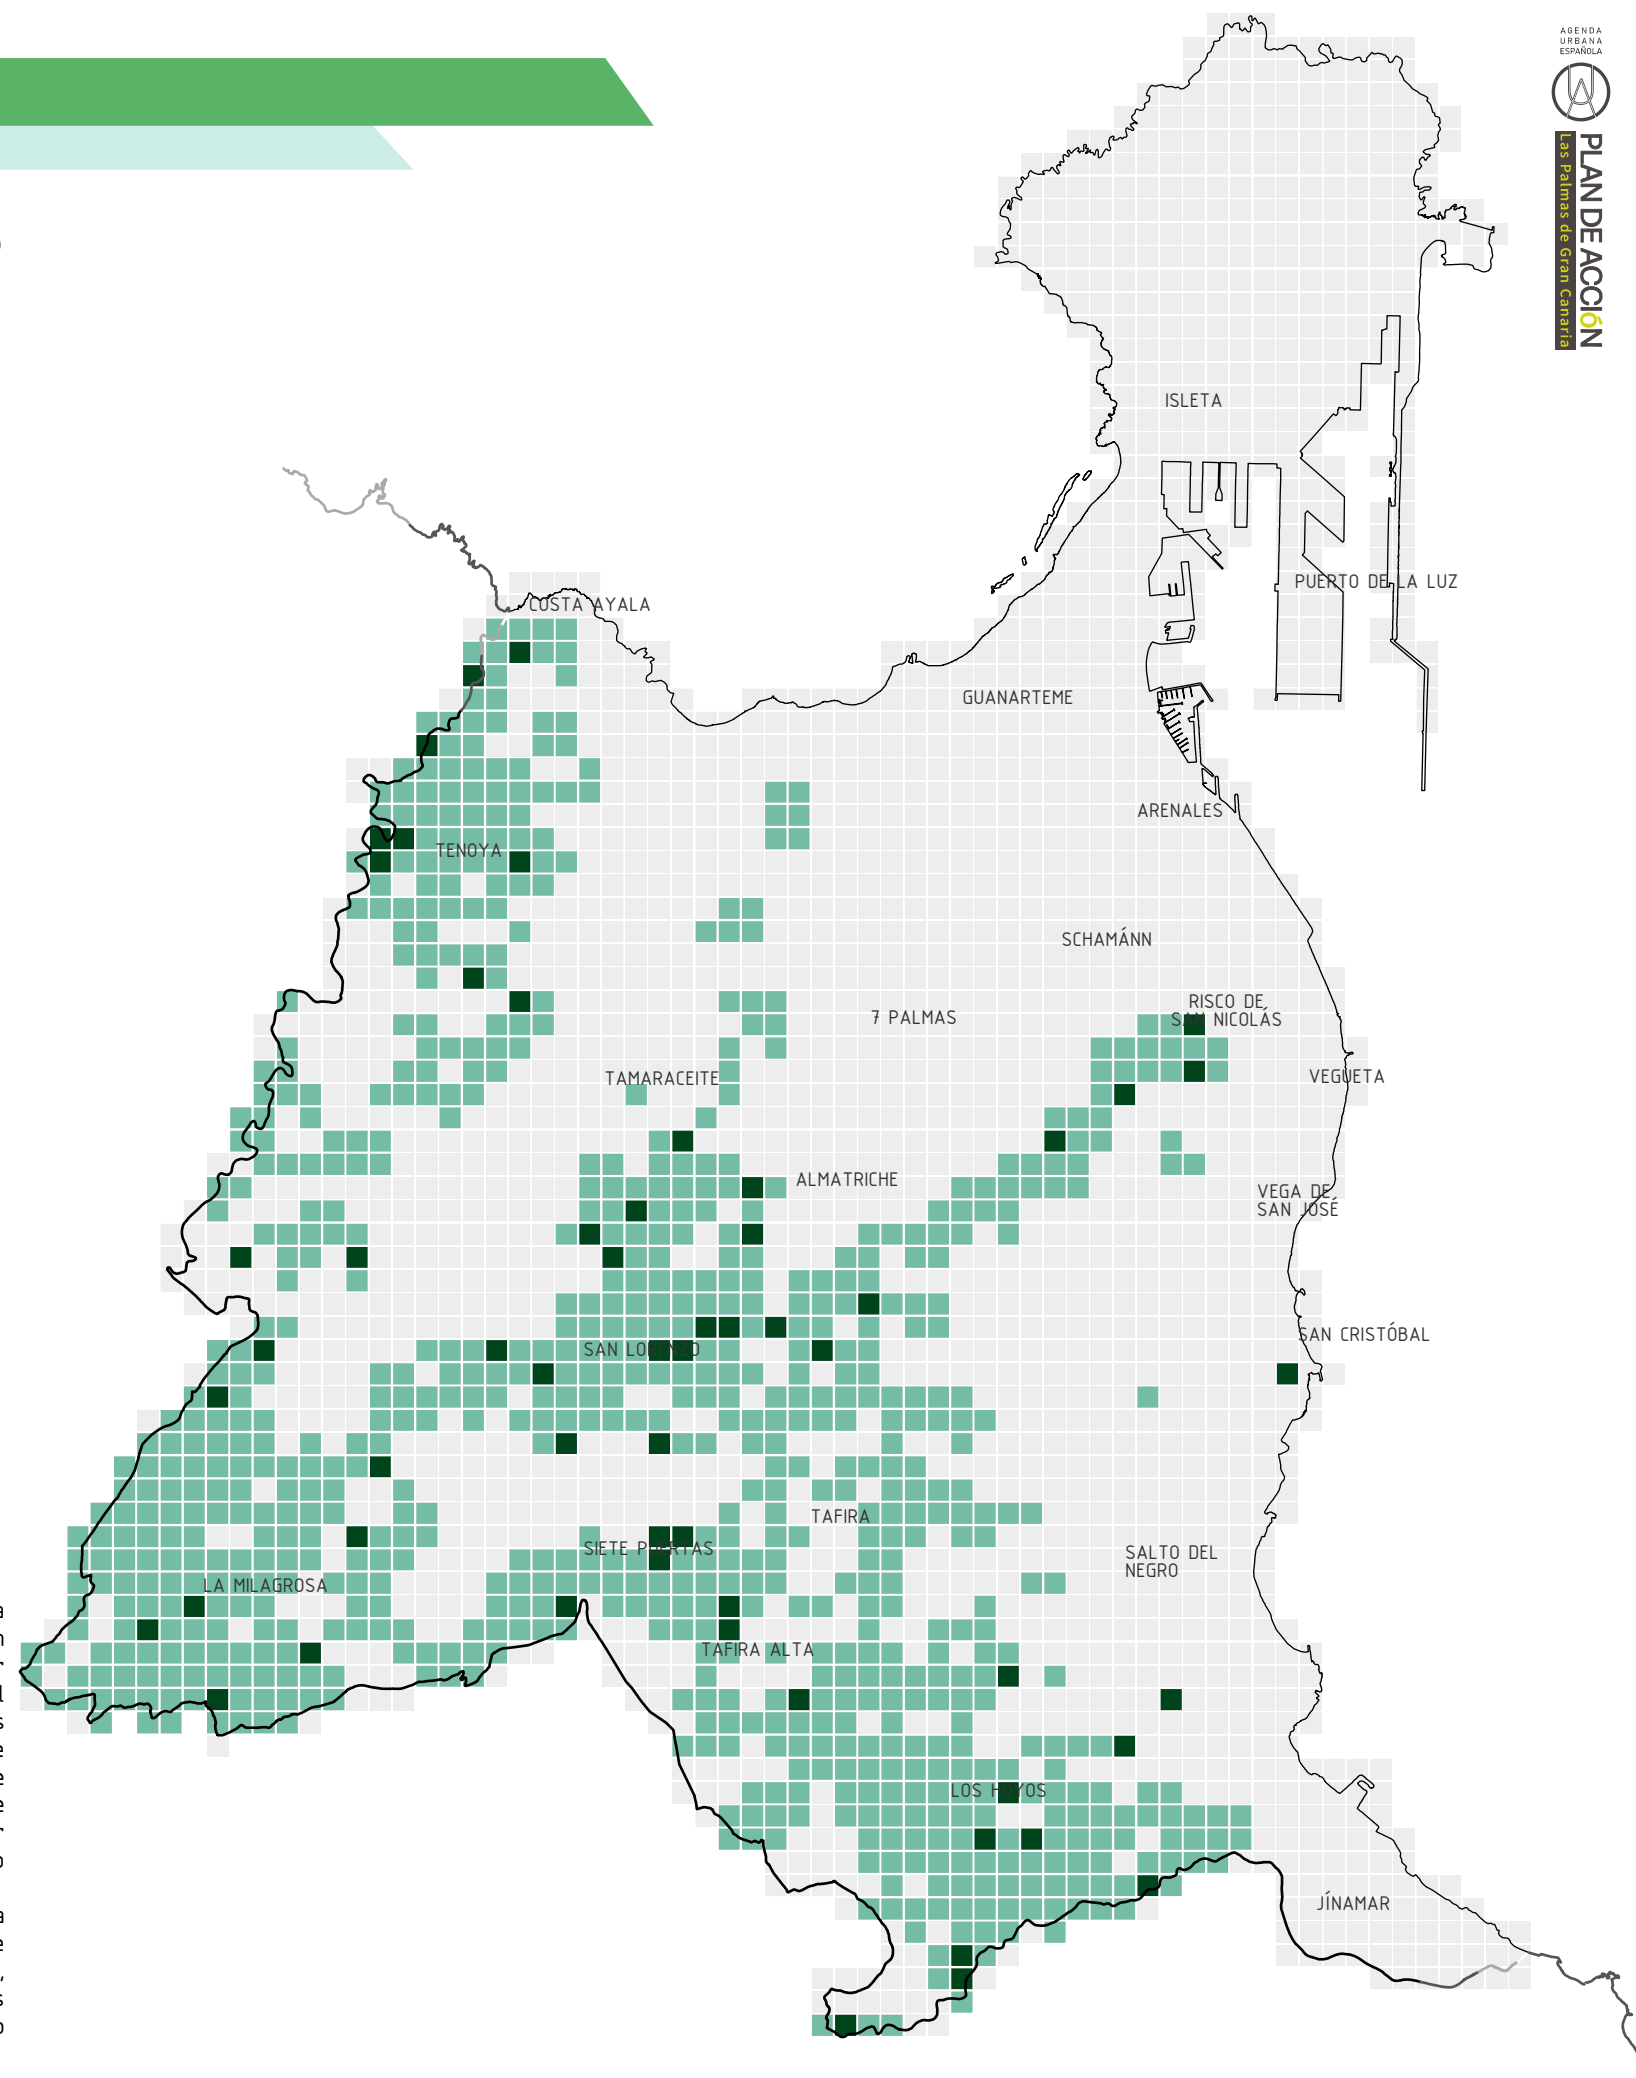 AGENDA
URBANA
ESPAÑOLA
PLAN DE ACCIÓN
Las Palmas de Gran Canaria
ISLETA
PUERTO DE LA LUZ
COSTA AYALA
GUANARTEME
ARENALES
TENOYA
SCHAMÁNN
RISCO DE
SAN NICOLÁS
7 PALMAS
TAMARACEITE
VEGUETA
ALMATRICHE
VEGA DE
SAN JOSÉ
SAN CRISTÓBAL
SAN LORENZO
TAFIRA
SIETE PUERTAS
SALTO DEL
NEGRO
LA MILAGROSA
TAFIRA ALTA
LOS HOYOS
JÍNAMAR